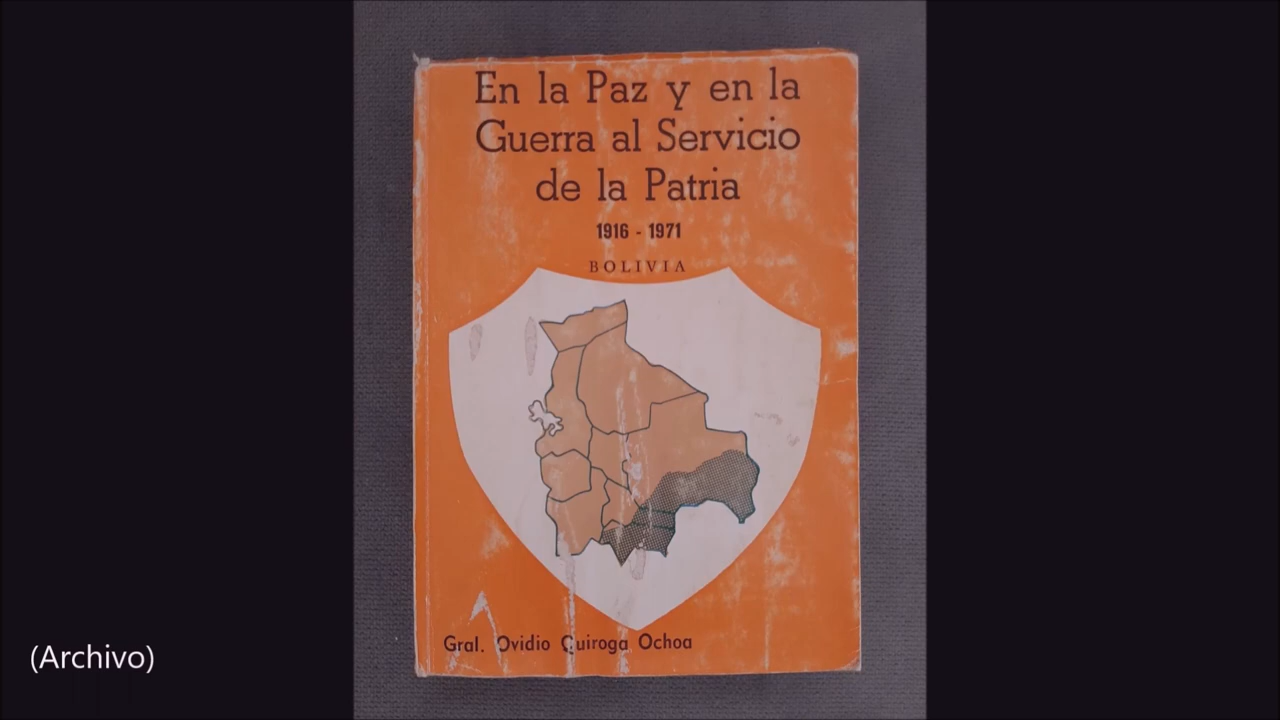 En la Paz y en la
Guerra al Servicio
de la Patria
1916 - 1971
BOLIVIA
Gral. Ovidio Quiroga Ochoa
(Archivo)